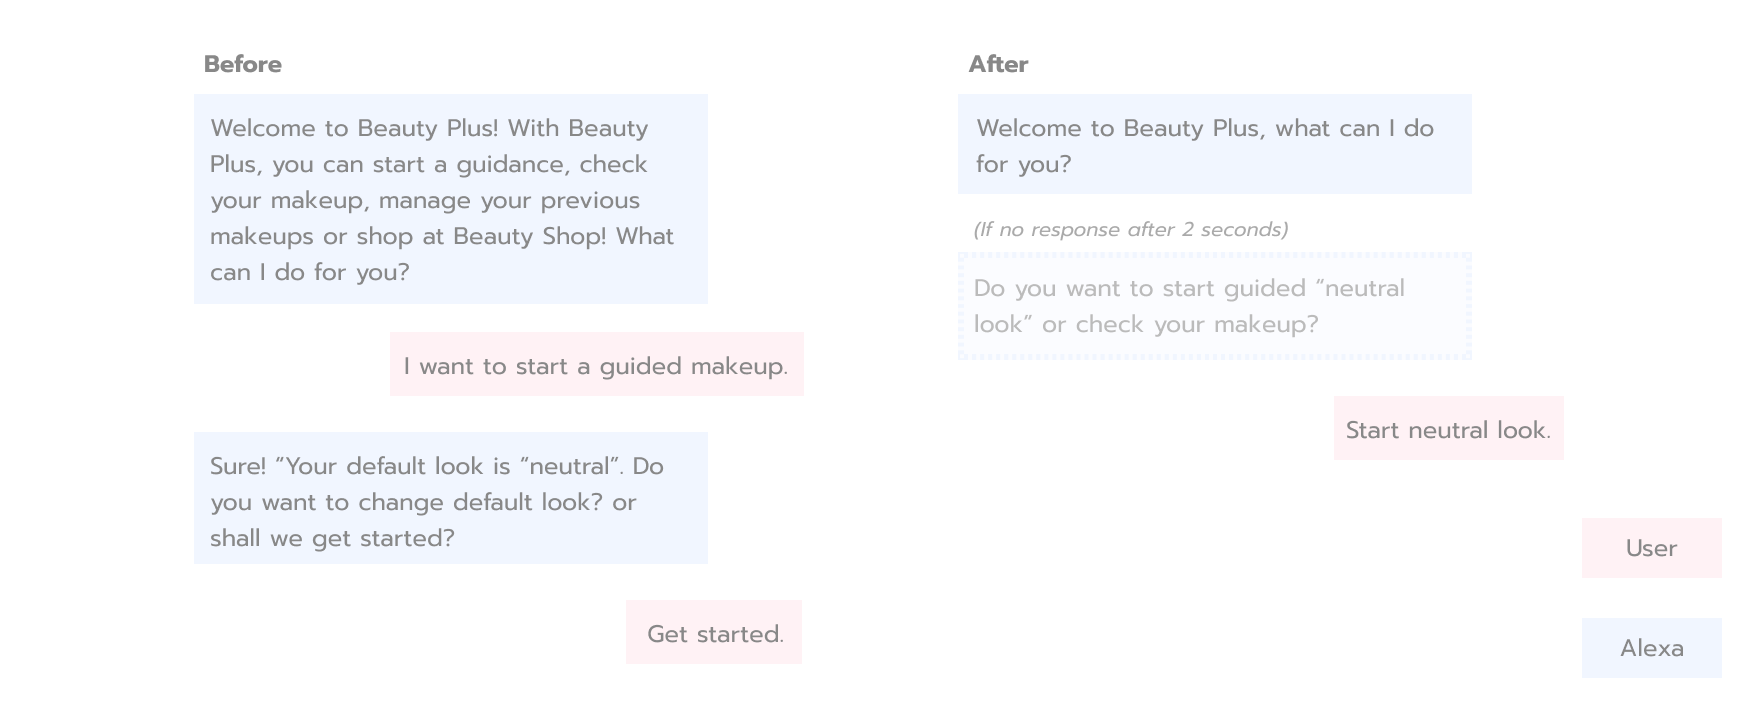 Before
Welcome to Beauty Plus! With Beauty
Plus, you can start a guidance, check
your makeup, manage your previous
makeups or shop at Beauty Shop! What
can I do for you?
I want to start a guided makeup.
Sure! “Your default look is “neutral”. Do
you want to change default look? or
shall we get started?
Get started.
After
Welcome to Beauty Plus, what can I do
for you?
(If no response after 2 seconds)
Do you want to start guided “neutral
look” or check your makeup?
Start neutral look.
User
Alexa